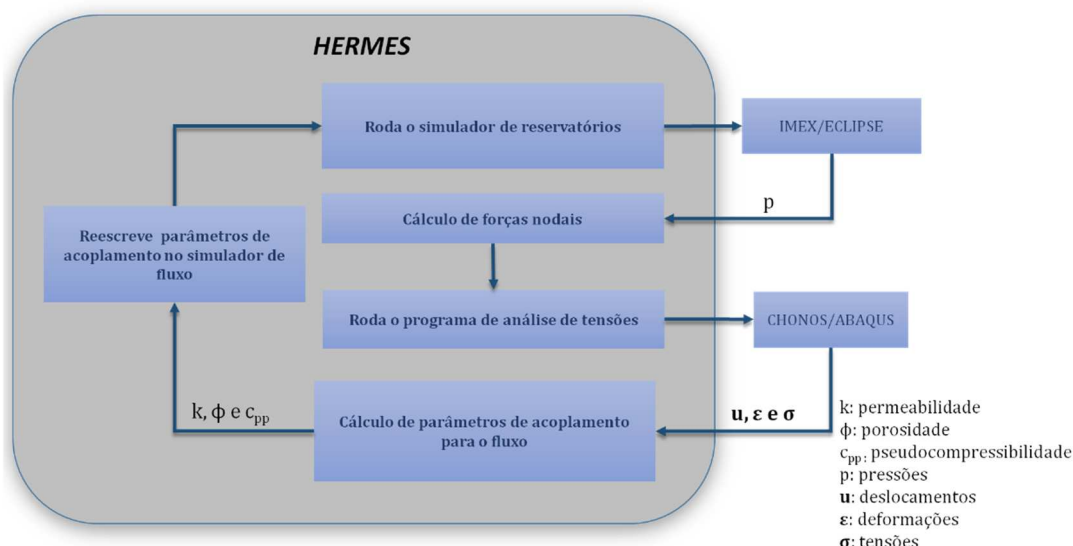 HERMES
Roda o simulador de reservatórios
IMEX/ECLIPSE
p
Cálculo de forças nodais
Reescreve parâmetros de
acoplamento no simulador de
fluxo
Roda o programa de análise de tensões
CHONOS/ABAQUS
k, ϕ e cpp
Cálculo de parâmetros de acoplamento
para o fluxo
u, ε e σ
k: permeabilidade
ϕ: porosidade
cpp: pseudocompressibilidade
p: pressões
u: deslocamentos
ε: deformações
σ: tensões